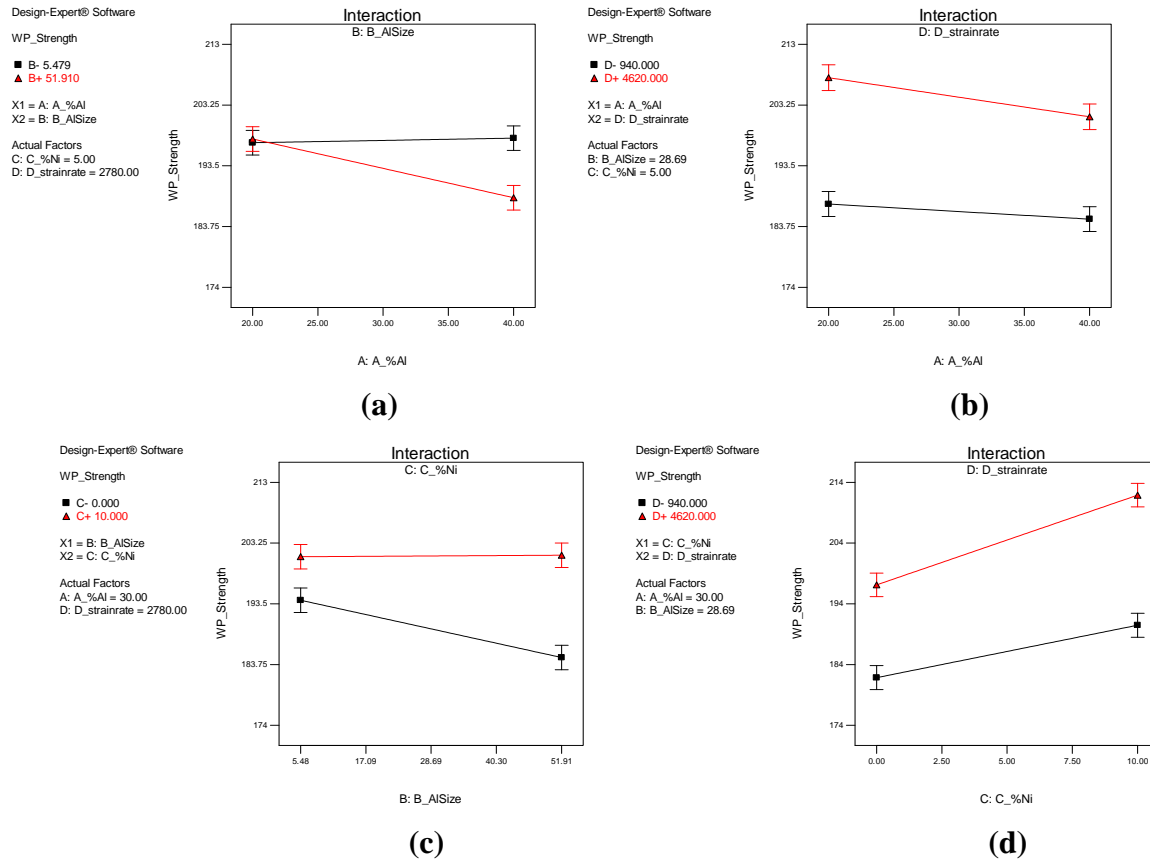 Design-Expert® Software
WP_Strength
B- 5.479
B+ 51.910
X1 = A: A_%Al
X2 = B: B_AlSize
Actual Factors
C: C_%Ni = 5.00
D: D_strainrate = 2780.00
Interaction
B: B_AlSize
213
203.25
193.5
183.75
174
WP_Strength
20.00 25.00 30.00 35.00 40.00
A: A_%Al
(a)
Design-Expert® Software
WP_Strength
D- 940.000
D+ 4620.000
X1 = A: A_%Al
X2 = D: D_strainrate
Actual Factors
B: B_AlSize = 28.69
C: C_%Ni = 5.00
Interaction
D: D_strainrate
213
203.25
193.5
183.75
174
WP_Strength
20.00 25.00 30.00 35.00 40.00
A: A_%Al
(b)
Design-Expert® Software
WP_Strength
C- 0.000
C+ 10.000
X1 = B: B_AlSize
X2 = C: C_%Ni
Actual Factors
A: A_%Al = 30.00
D: D_strainrate = 2780.00
Interaction
C: C_%Ni
213
203.25
193.5
183.75
174
WP_Strength
5.48 17.09 28.69 40.30 51.91
B: B_AlSize
(c)
Design-Expert® Software
WP_Strength
D- 940.000
D+ 4620.000
X1 = C: C_%Ni
X2 = D: D_strainrate
Actual Factors
A: A_%Al = 30.00
B: B_AlSize = 28.69
Interaction
D: D_strainrate
214
204
194
184
174
WP_Strength
0.00 2.50 5.00 7.50 10.00
C: C_%Ni
(d)